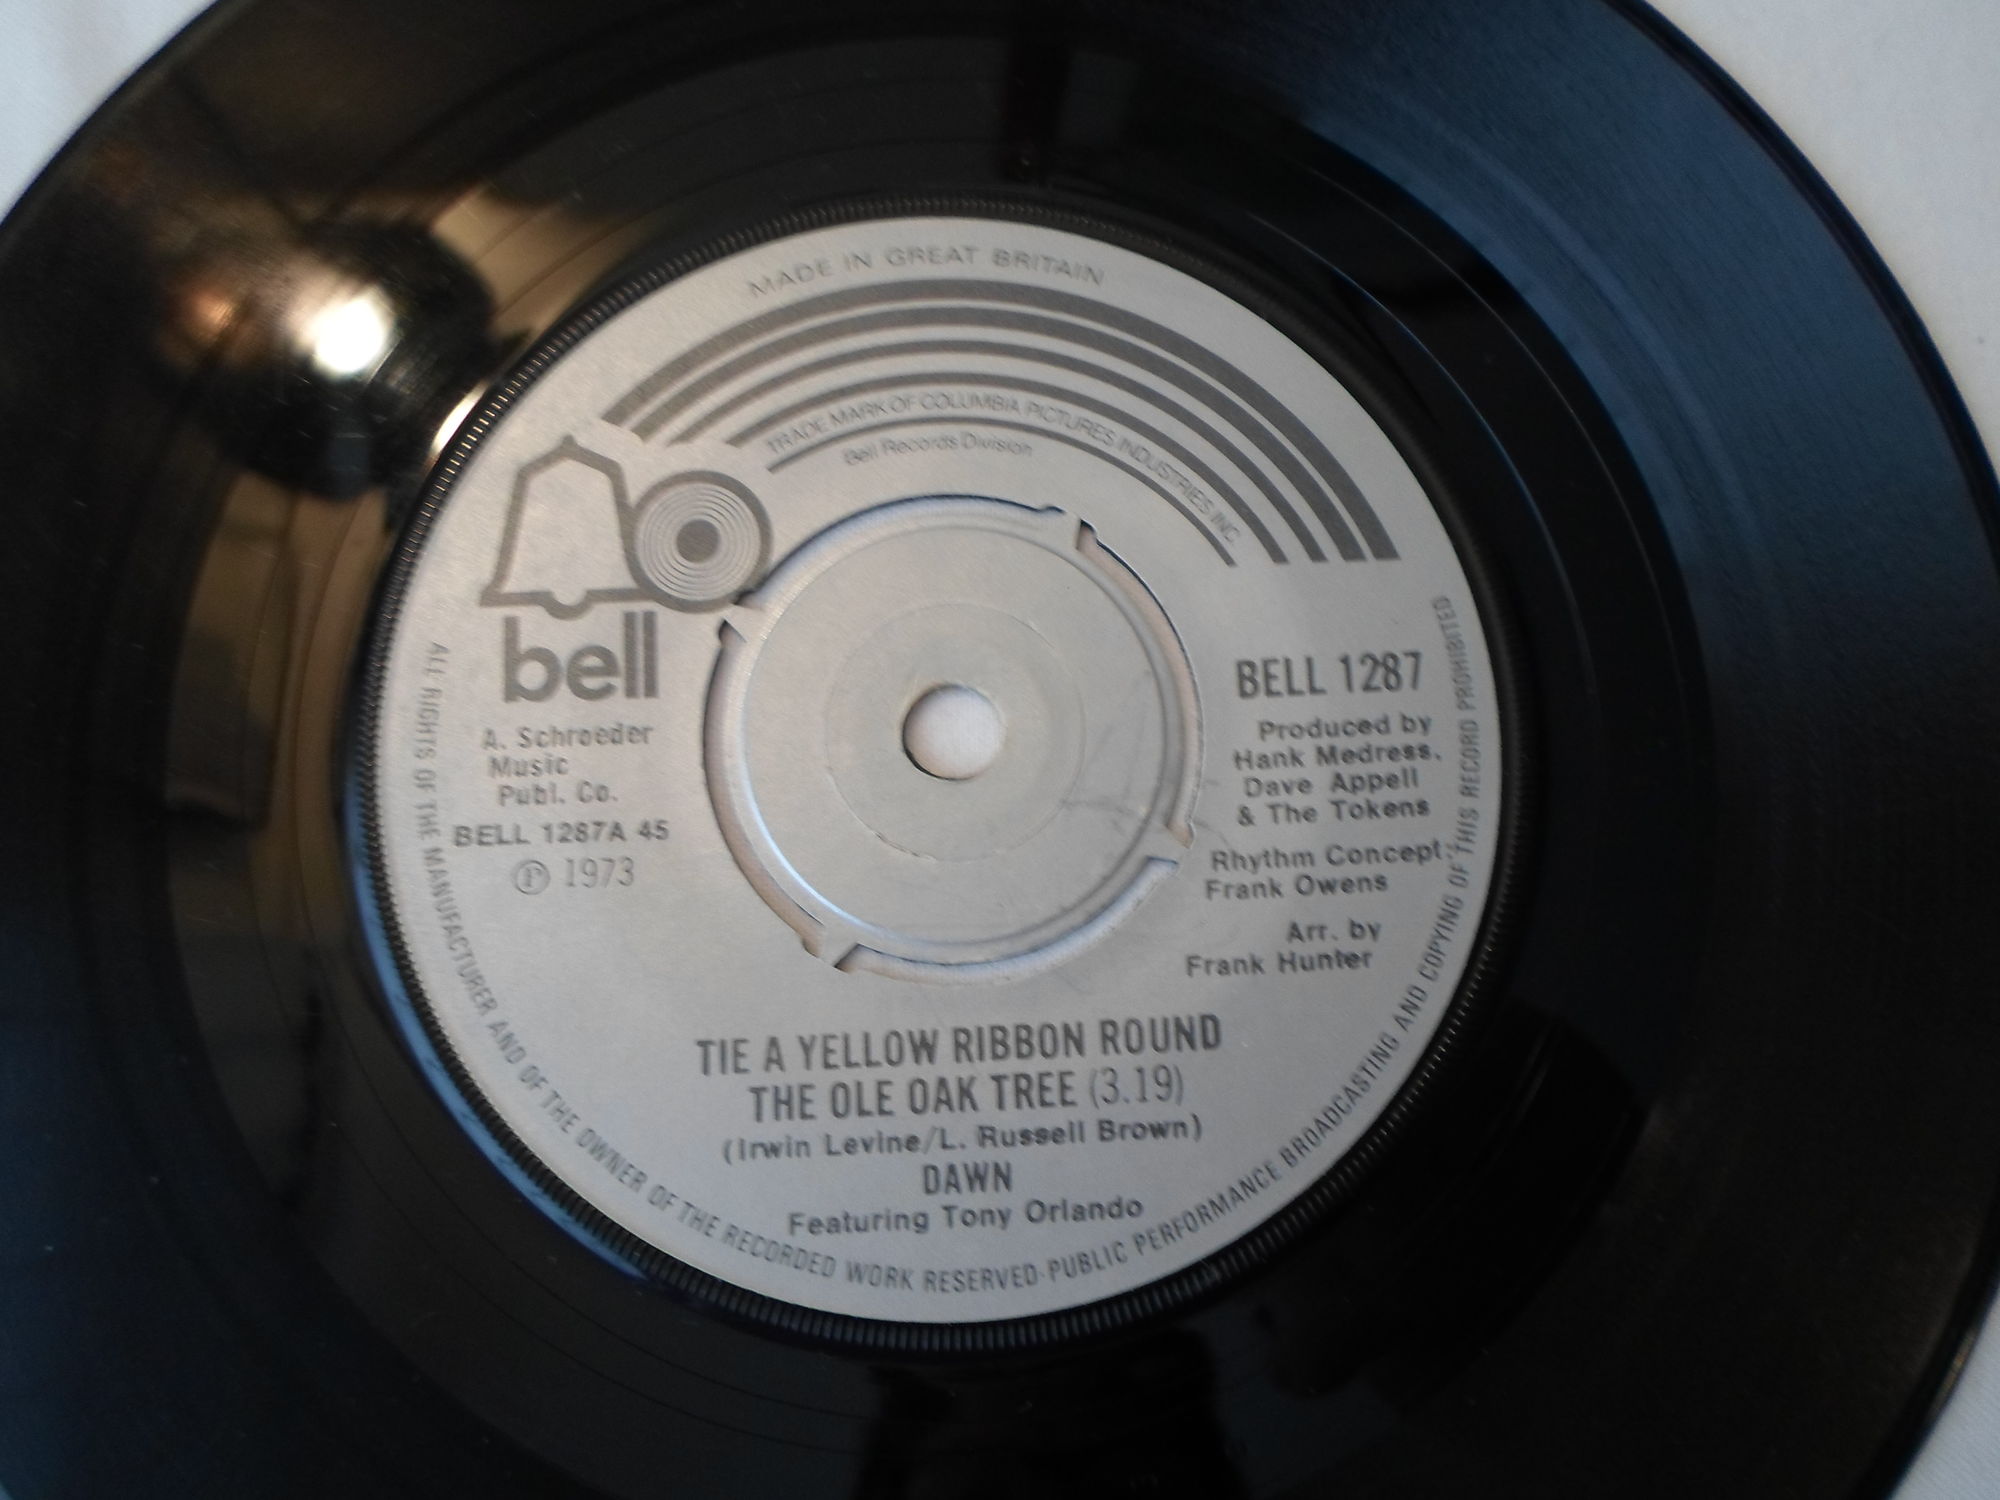 MADE IN GREAT BRITAIN
TRADE MARK OF COLUMBIA PICTURES INDUSTRIES INC.
Bell Records Division
bell
A. Schroeder
Music
Publ. Co.
BELL 1287A 45
Ⓟ 1973
BELL 1287
Produced by
Hank Medress.
Dave Appell
& The Tokens
Rhythm Concept:
Frank Owens
Arr. by
Frank Hunter
TIE A YELLOW RIBBON ROUND
THE OLE OAK TREE (3.19)
(Irwin Levine/L. Russell Brown)
DAWN
Featuring Tony Orlando
ALL RIGHTS OF THE MANUFACTURER AND OF THE OWNER OF THE RECORDED WORK RESERVED·PUBLIC PERFORMANCE BROADCASTING AND COPYING OF THIS RECORD PROHIBITED